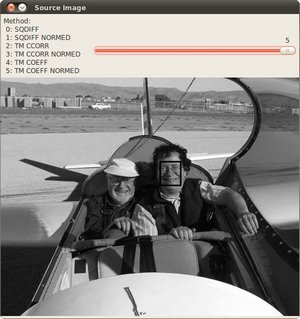 Source Image
Method:
0: SQDIFF
1: SQDIFF NORMED
2: TM CCORR
3: TM CCORR NORMED
4: TM COEFF
5: TM COEFF NORMED
5